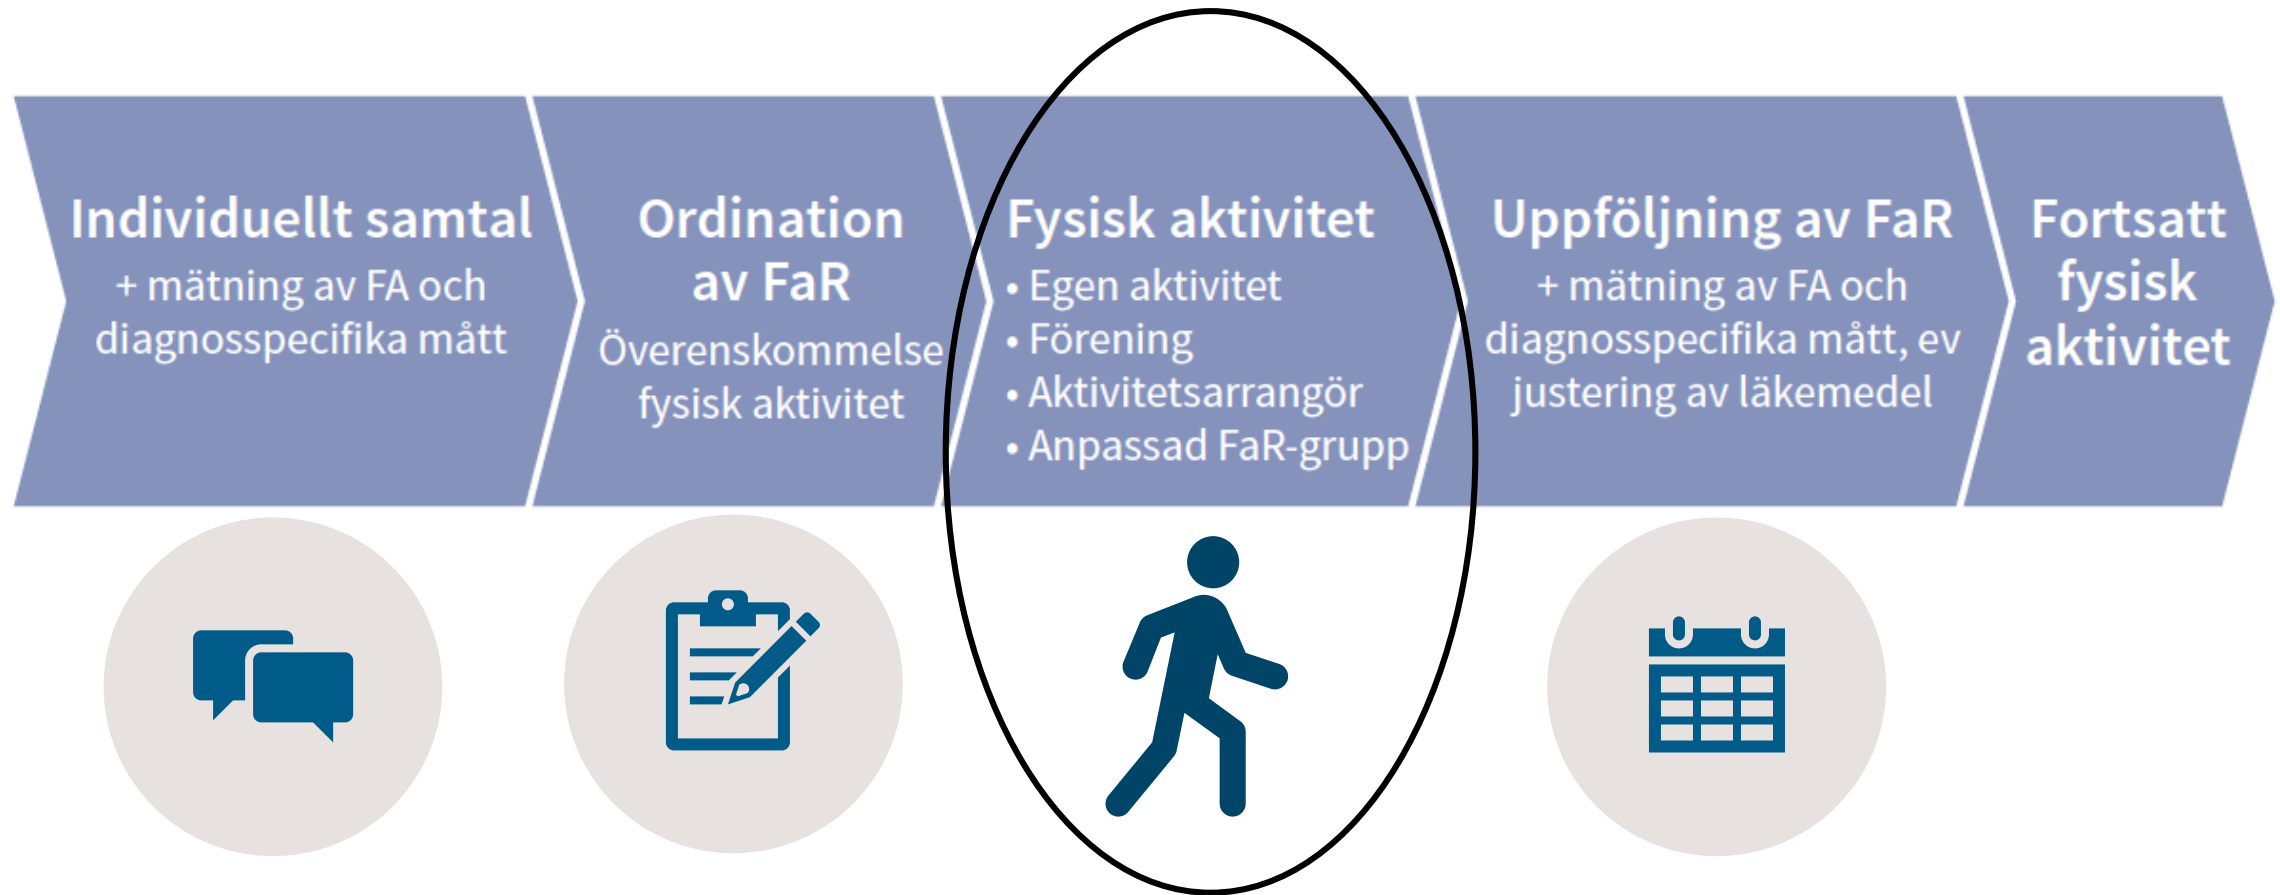 Individuellt samtal
+ mätning av FA och
diagnosspecifika mått
Ordination
av FaR
Överenskommelse
fysisk aktivitet
Fysisk aktivitet
• Egen aktivitet
• Förening
• Aktivitetsarrangör
• Anpassad FaR-grupp
Uppföljning av FaR
+ mätning av FA och
diagnosspecifika mått, ev
justering av läkemedel
Fortsatt
fysisk
aktivitet